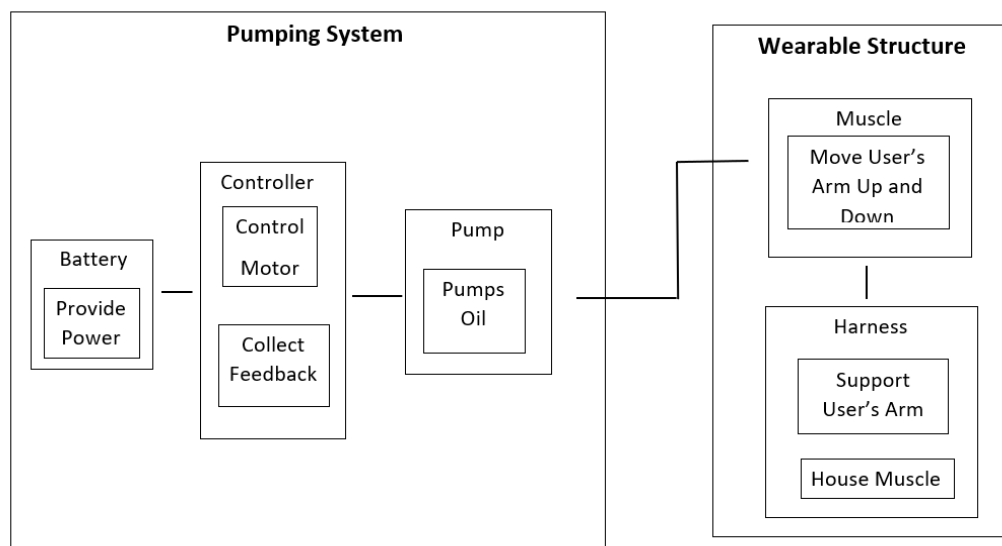 Pumping System
Battery
Provide
Power
Controller
Control
Motor
Collect
Feedback
Pump
Pumps
Oil
Wearable Structure
Muscle
Move User’s
Arm Up and
Down
Harness
Support
User’s Arm
House Muscle